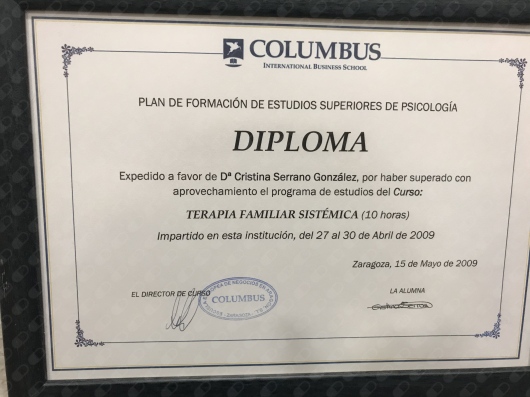 COLUMBUS
INTERNATIONAL BUSINESS SCHOOL
PLAN DE FORMACIÓN DE ESTUDIOS SUPERIORES DE PSICOLOGÍA
DIPLOMA
Expedido a favor de Dª Cristina Serrano González, por haber superado con
aprovechamiento el programa de estudios del Curso:
TERAPIA FAMILIAR SISTÉMICA (10 horas)
Impartido en esta institución, del 27 al 30 de Abril de 2009
Zaragoza, 15 de Mayo de 2009
EL DIRECTOR DE CURSO
LA ALUMNA
COLUMBUS